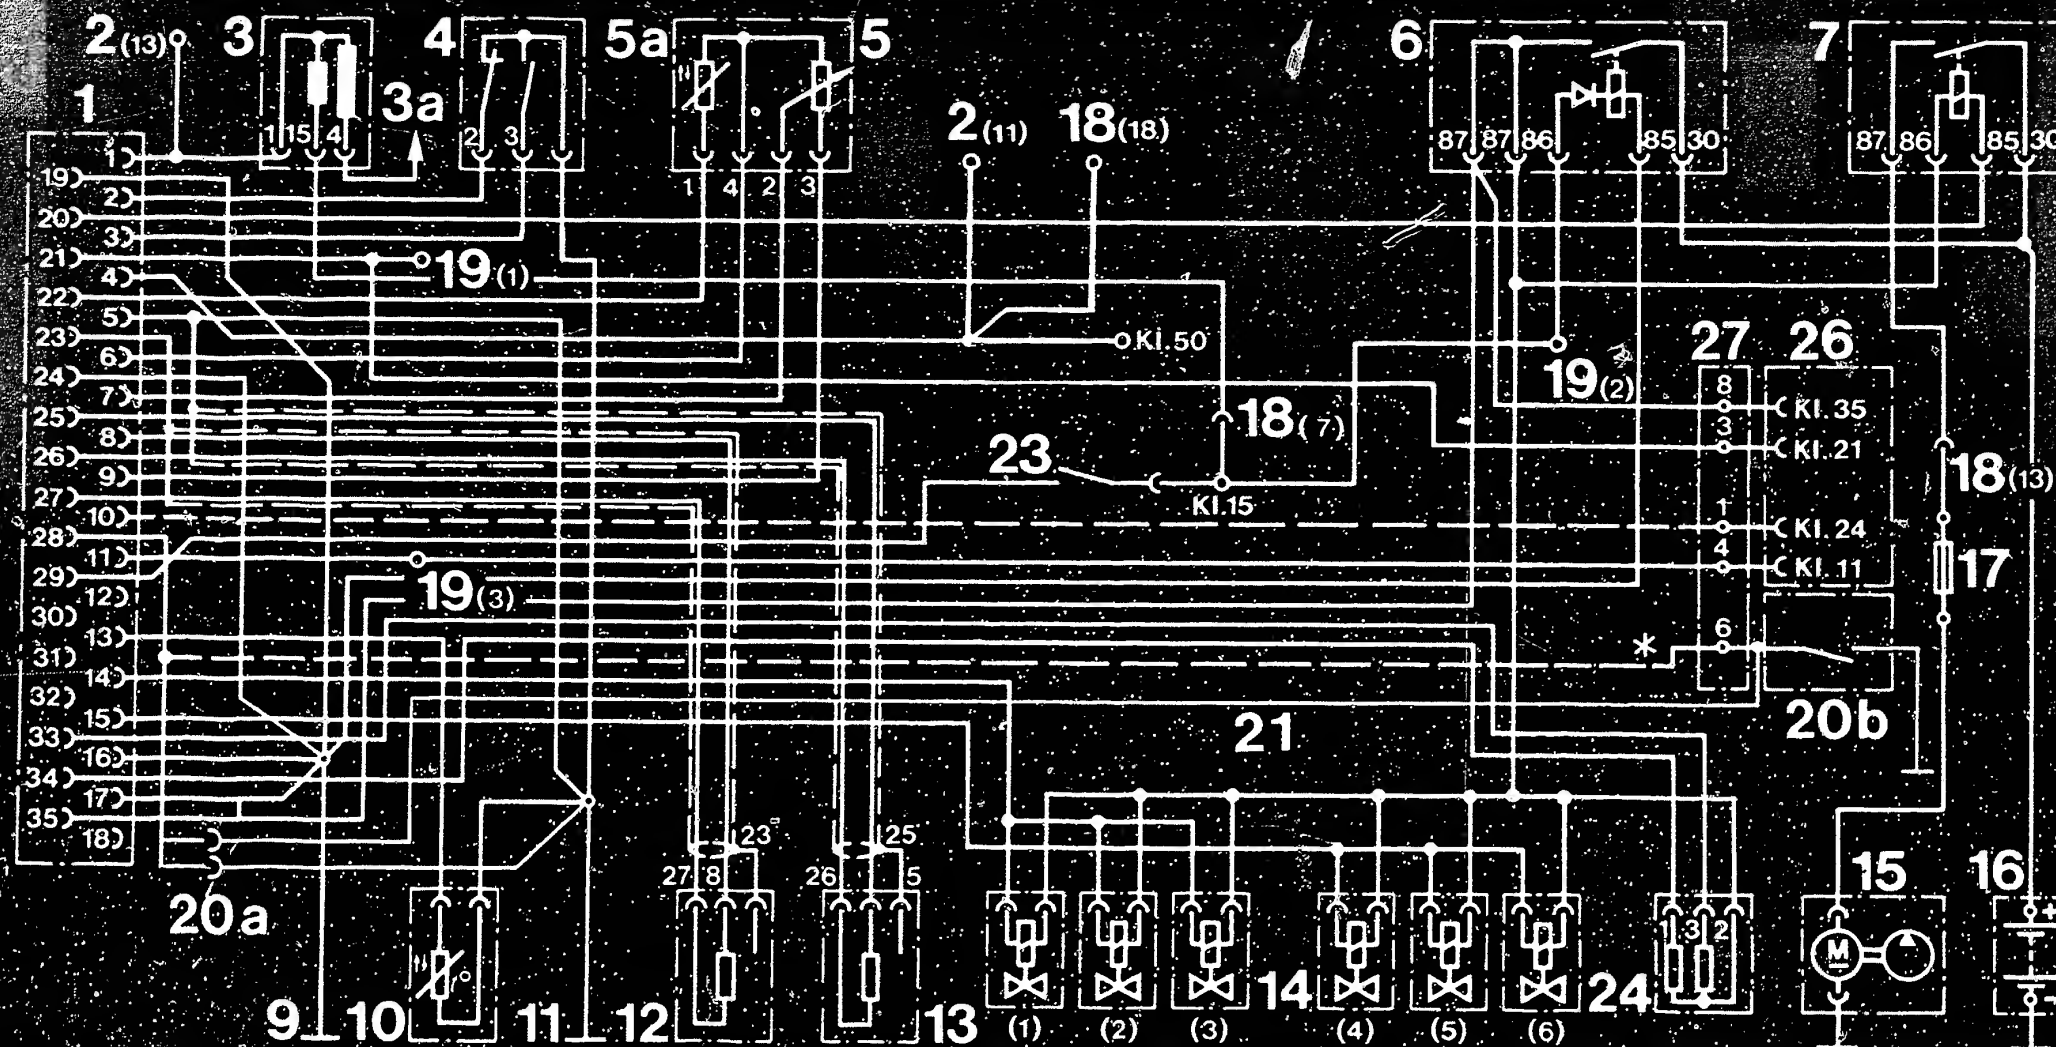 2 (13) 3 4 5a 5 6 7
1 3a 2 (11) 18 (18)
1 15 4 2 3 87 87 86 85 30 87 86 85 30
1 4 2 3
1
19
2
20
3
21 19 (1)
4
22
5
23 Kl.50
6
24
7
25
8
26
9
27
10
28
11
29
12
30
13
31
14
32
15
33
16
34
17
35
18
27 26
19 (2) 8 Kl.35
18 (7) 3 Kl.21
23 18 (13)
Kl.15 1 Kl.24
4 Kl.11 17
19 (3)
* 6
21 20b
23 25 15 16
27 8 26 5
20a
1 3 2 M +
9 10 11 12 13 14 24 -
(1) (2) (3) (4) (5) (6)